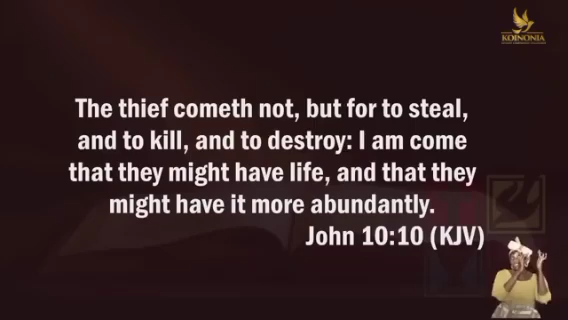 KOINONIA
The thief cometh not, but for to steal,
and to kill, and to destroy: I am come
that they might have life, and that they
might have it more abundantly.
John 10:10 (KJV)